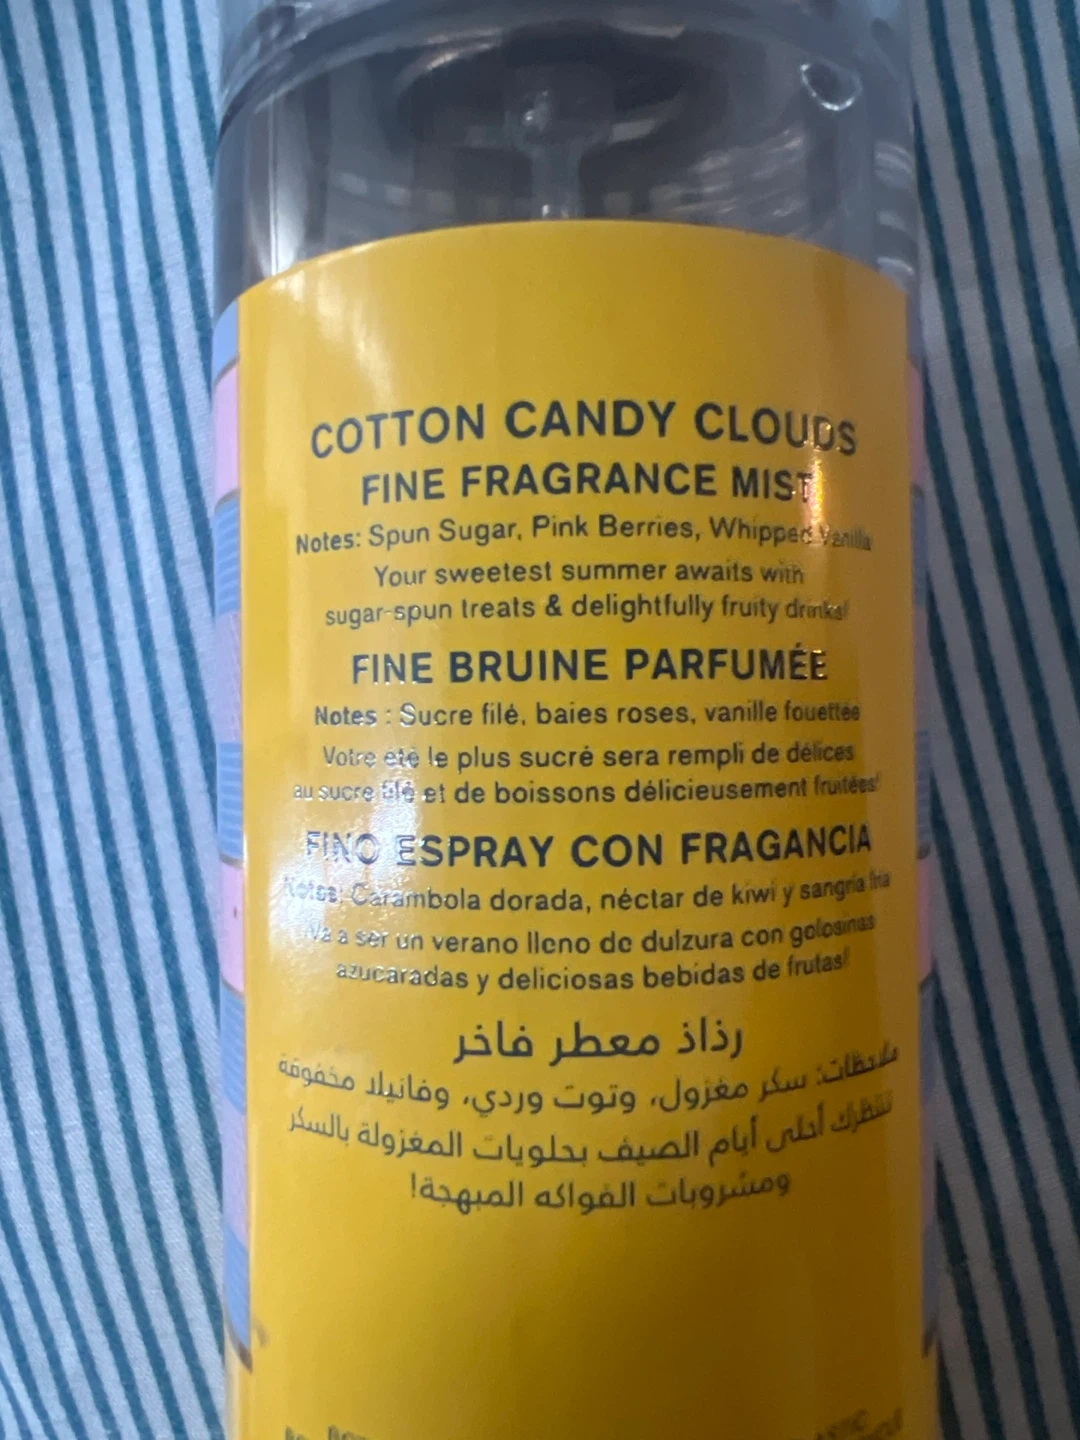 COTTON CANDY CLOUDS
FINE FRAGRANCE MIST
Notes: Spun Sugar, Pink Berries, Whipped Vanilla
Your sweetest summer awaits with
sugar-spun treats & delightfully fruity drinks!
FINE BRUINE PARFUMÉE
Notes : Sucre filé, baies roses, vanille fouettée
Votre été le plus sucré sera rempli de délices
au sucre filé et de boissons délicieusement fruitées!
FINO ESPRAY CON FRAGANCIA
Notas: Carambola dorada, néctar de kiwi y sangría fría
¡Va a ser un verano lleno de dulzura con golosinas
azucaradas y deliciosas bebidas de frutas!
رذاذ معطر فاخر
ملاحظات: سكر مغزول، وتوت وردي، وفانيلا مخفوقة
تنتظرك أحلى أيام الصيف بحلويات المغزولة بالسكر
ومشروبات الفواكه المبهجة!